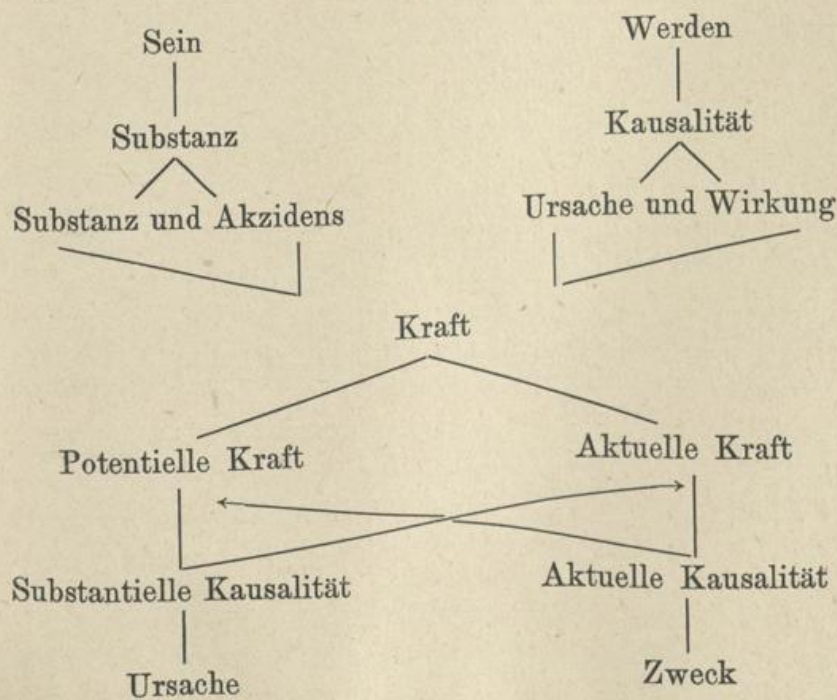 Sein Werden
Substanz Kausalität
Substanz und Akzidens Ursache und Wirkung
Kraft
Potentielle Kraft Aktuelle Kraft
Substantielle Kausalität Aktuelle Kausalität
Ursache Zweck